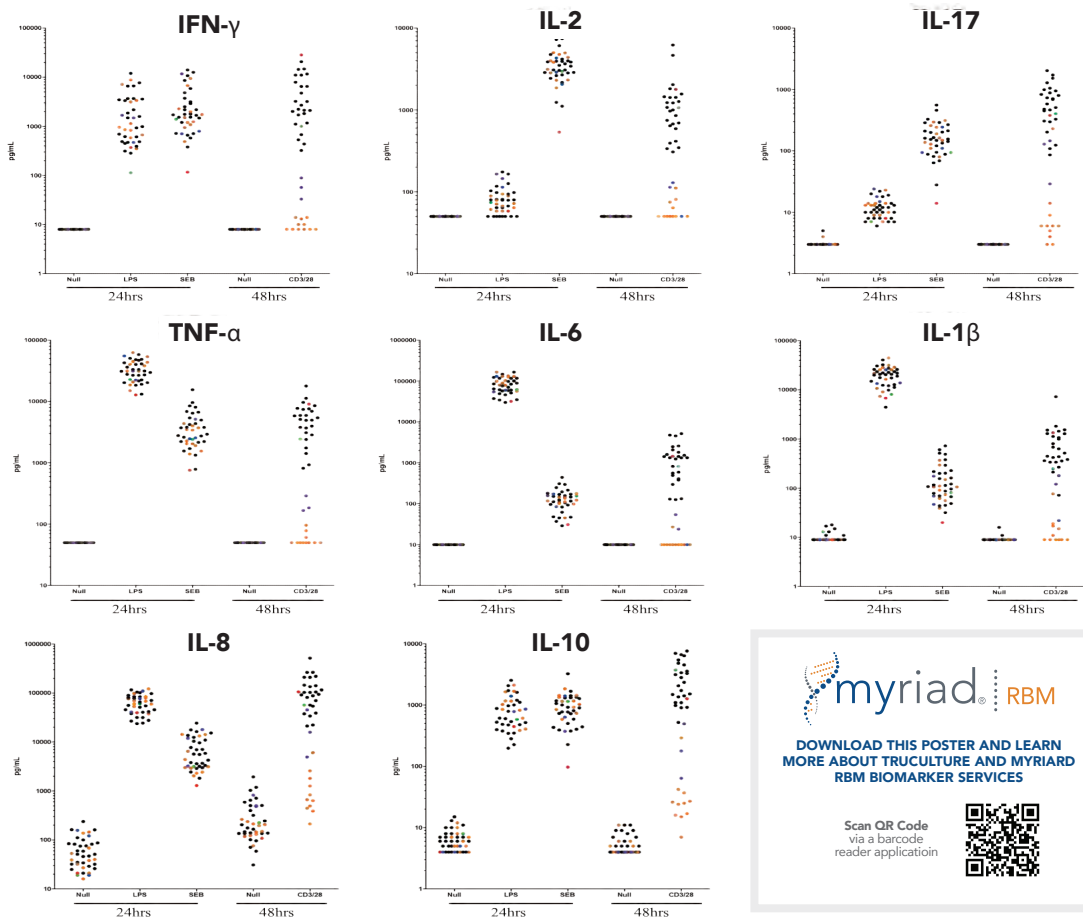 IFN-γ
100000
10000
1000
100
10
1
pg/mL
Null
LPS
SEB
Null
CD3/28
24hrs
48hrs
IL-2
10000
1000
100
10
pg/mL
Null
LPS
SEB
Null
CD3/28
24hrs
48hrs
IL-17
10000
1000
100
10
1
pg/mL
Null
LPS
SEB
Null
CD3/28
24hrs
48hrs
TNF-α
100000
10000
1000
100
10
pg/mL
Null
LPS
SEB
Null
CD3/28
24hrs
48hrs
IL-6
1000000
100000
10000
1000
100
10
1
pg/mL
Null
LPS
SEB
Null
CD3/28
24hrs
48hrs
IL-1β
100000
10000
1000
100
10
1
pg/mL
Null
LPS
SEB
Null
CD3/28
24hrs
48hrs
IL-8
1000000
100000
10000
1000
100
10
pg/mL
Null
LPS
SEB
Null
CD3/28
24hrs
48hrs
IL-10
10000
1000
100
10
1
pg/mL
Null
LPS
SEB
Null
CD3/28
24hrs
48hrs
myriad® RBM
DOWNLOAD THIS POSTER AND LEARN
MORE ABOUT TRUCULTURE AND MYRIARD
RBM BIOMARKER SERVICES
Scan QR Code
via a barcode
reader applicatioin